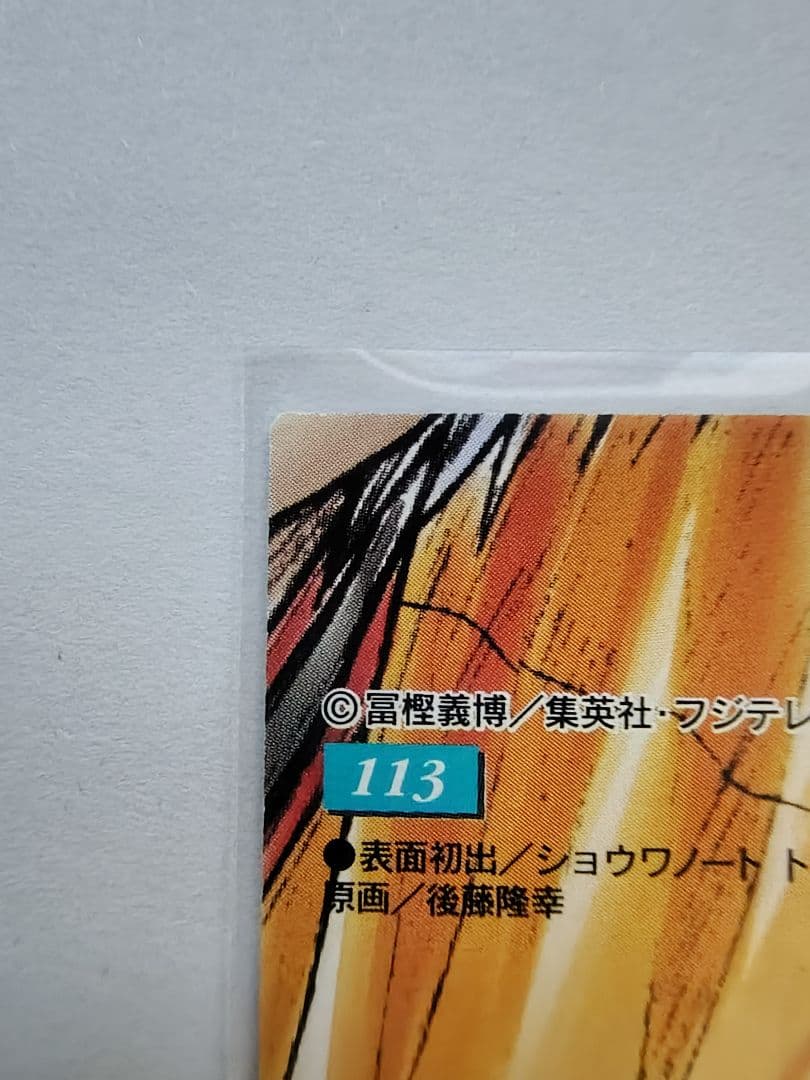 ©冨樫義博／集英社・フジテレ
113
●表面初出／ショウワノート ト
原画／後藤隆幸